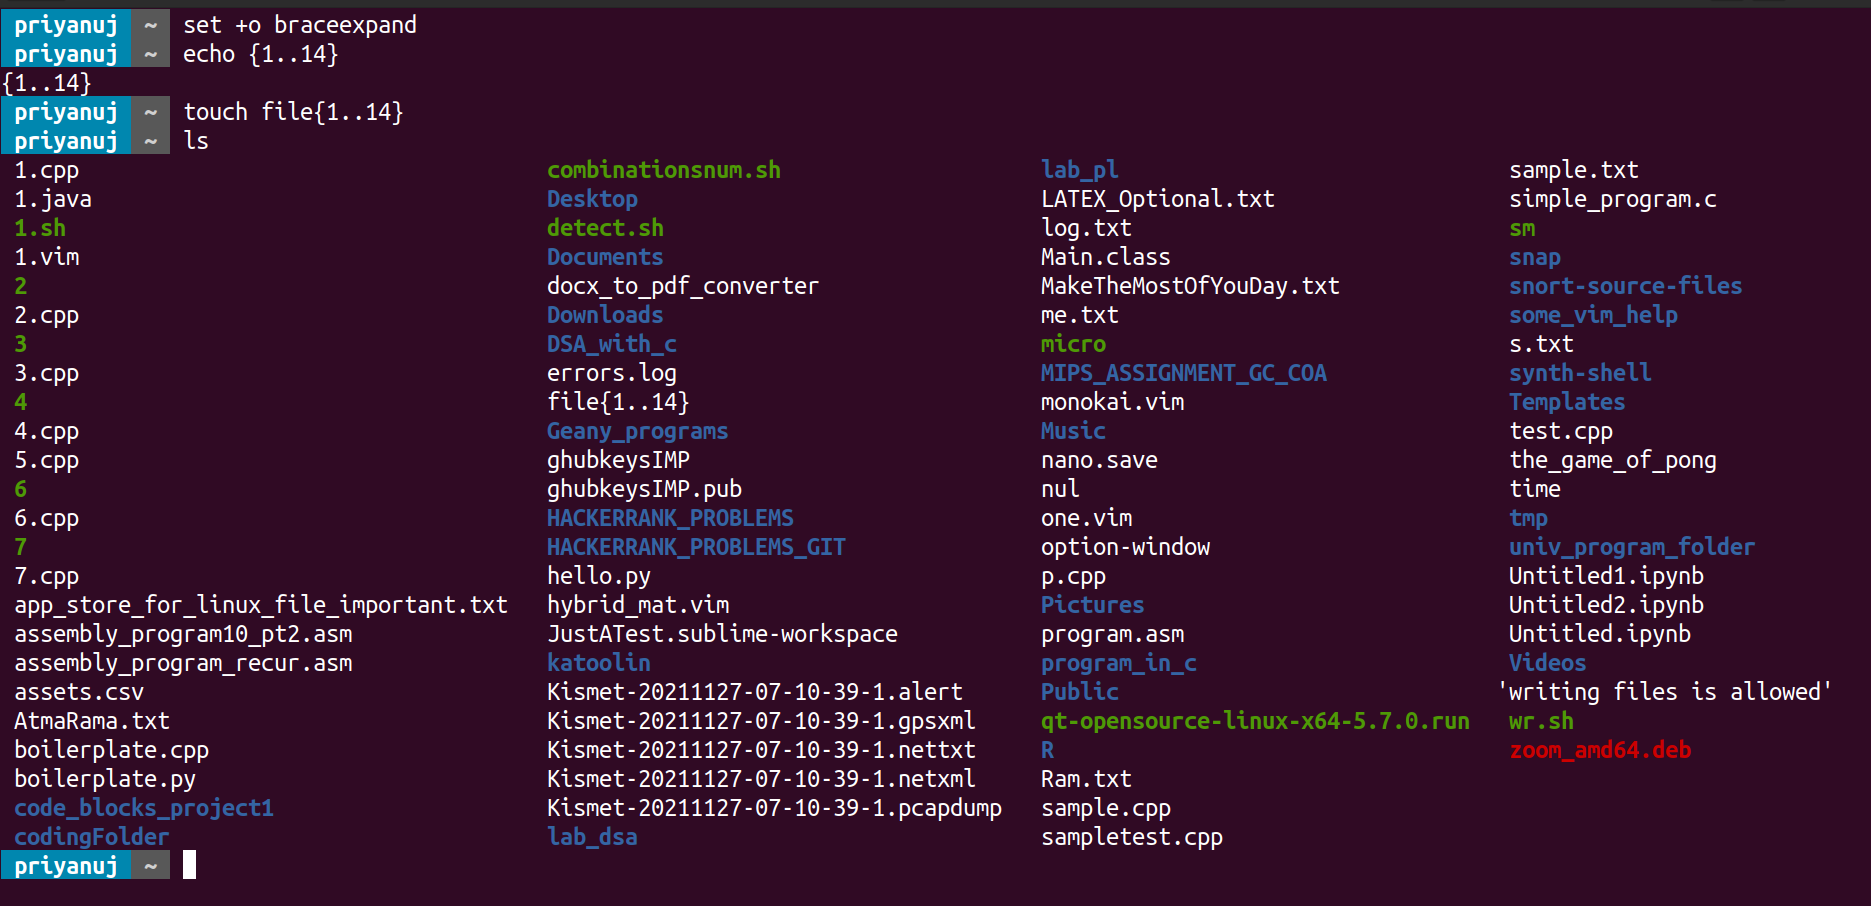 priyanuj ~ set +o braceexpand
priyanuj ~ echo {1..14}
{1..14}
priyanuj ~ touch file{1..14}
priyanuj ~ ls
1.cpp combinationsnum.sh lab_pl sample.txt
1.java Desktop LATEX_Optional.txt simple_program.c
1.sh detect.sh log.txt sm
1.vim Documents Main.class snap
2 docx_to_pdf_converter MakeTheMostOfYouDay.txt snort-source-files
2.cpp Downloads me.txt some_vim_help
3 DSA_with_c micro s.txt
3.cpp errors.log MIPS_ASSIGNMENT_GC_COA synth-shell
4 file{1..14} monokai.vim Templates
4.cpp Geany_programs Music test.cpp
5.cpp ghubkeysIMP nano.save the_game_of_pong
6 ghubkeysIMP.pub nul time
6.cpp HACKERRANK_PROBLEMS one.vim tmp
7 HACKERRANK_PROBLEMS_GIT option-window univ_program_folder
7.cpp hello.py p.cpp Untitled1.ipynb
app_store_for_linux_file_important.txt hybrid_mat.vim Pictures Untitled2.ipynb
assembly_program10_pt2.asm JustATest.sublime-workspace program.asm Untitled.ipynb
assembly_program_recur.asm katoolin program_in_c Videos
assets.csv Kismet-20211127-07-10-39-1.alert Public 'writing files is allowed'
AtmaRama.txt Kismet-20211127-07-10-39-1.gpsxml qt-opensource-linux-x64-5.7.0.run wr.sh
boilerplate.cpp Kismet-20211127-07-10-39-1.nettxt R zoom_amd64.deb
boilerplate.py Kismet-20211127-07-10-39-1.netxml Ram.txt
code_blocks_project1 Kismet-20211127-07-10-39-1.pcapdump sample.cpp
codingFolder lab_dsa sampletest.cpp
priyanuj ~